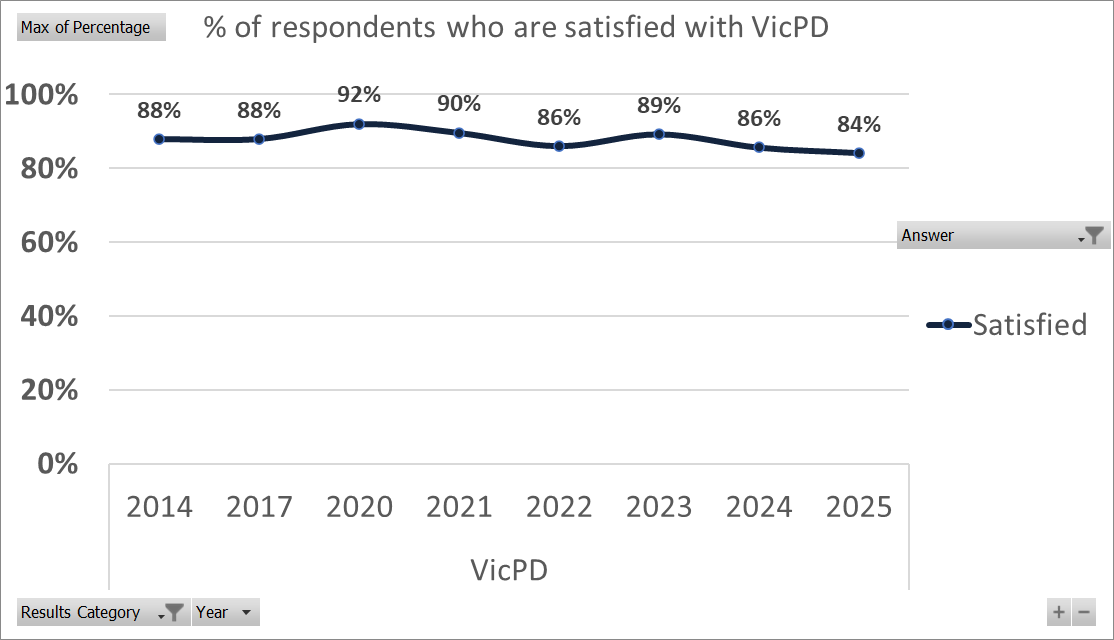 Max of Percentage
% of respondents who are satisfied with VicPD
100%
80%
60%
40%
20%
0%
88%
88%
92%
90%
86%
89%
86%
84%
2014 2017 2020 2021 2022 2023 2024 2025
VicPD
Answer
Satisfied
Results Category
Year
+ −